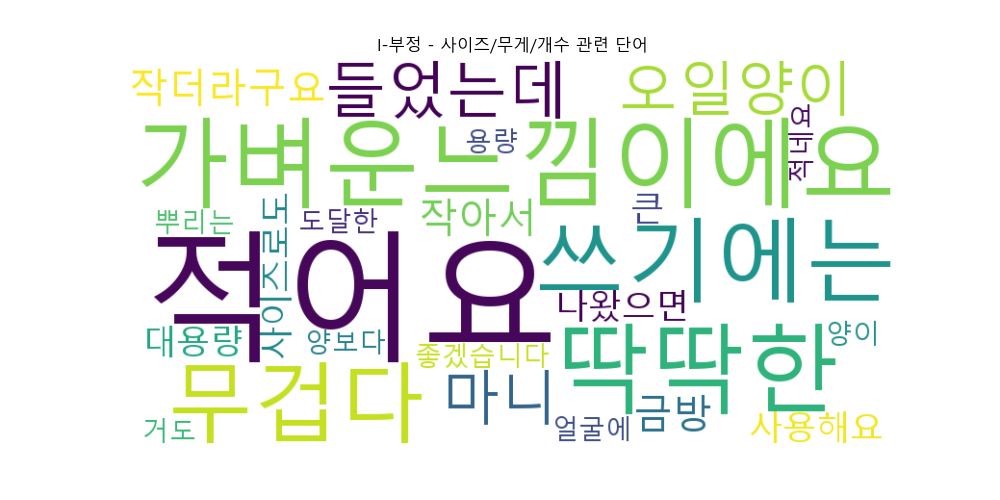 I-부정 - 사이즈/무게/개수 관련 단어
작더라구요
들었는데
오일양이
가벼운느낌이에요
용량
적네여
뿌리는
사이즈로도
도달한
작아서
큰
적어요
쓰기에는
나왔으면
대용량
양보다
좋겠습니다
딱딱한
양이
무겁다
마니
금방
거도
얼굴에
사용해요